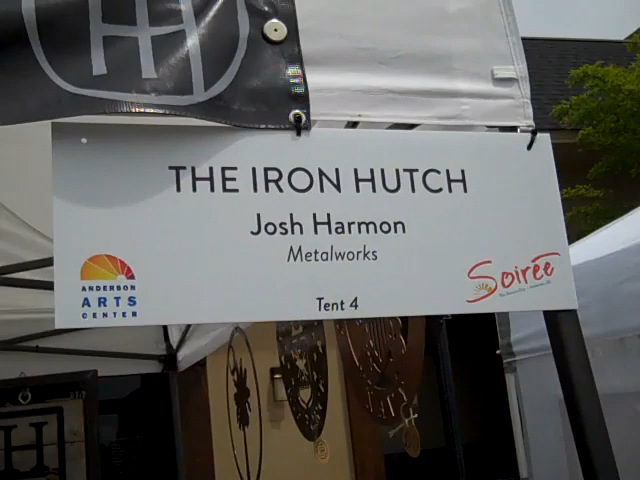 THE IRON HUTCH
Josh Harmon
Metalworks
ANDERSON
ARTS
CENTER
Soirée
Tent 4
H